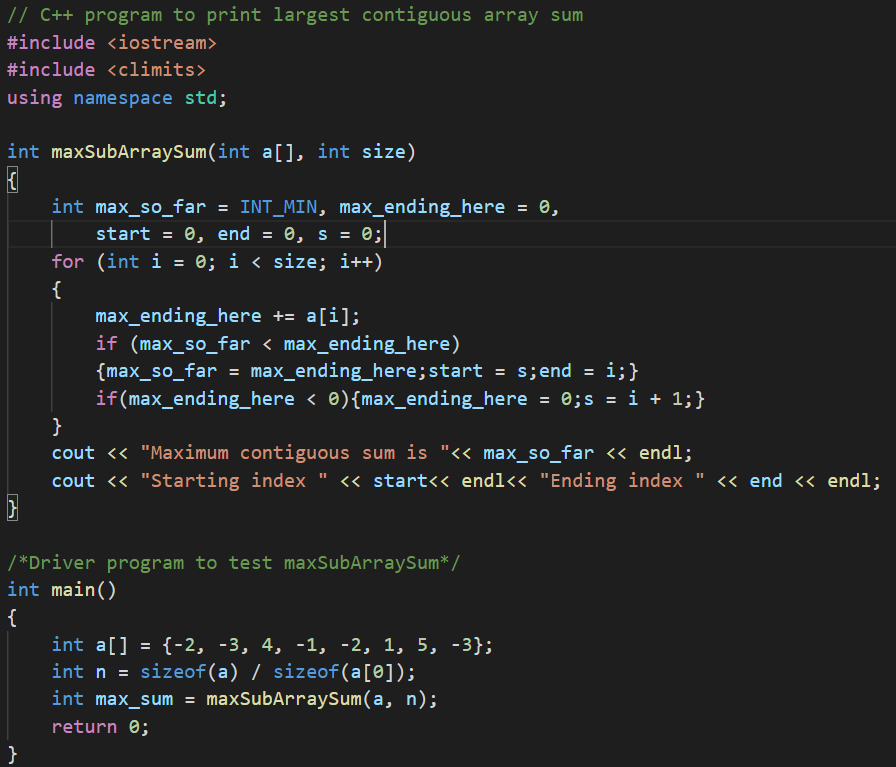 // C++ program to print largest contiguous array sum
#include <iostream>
#include <climits>
using namespace std;

int maxSubArraySum(int a[], int size)
{
    int max_so_far = INT_MIN, max_ending_here = 0,
        start = 0, end = 0, s = 0;
    for (int i = 0; i < size; i++)
    {
        max_ending_here += a[i];
        if (max_so_far < max_ending_here)
        {max_so_far = max_ending_here;start = s;end = i;}
        if(max_ending_here < 0){max_ending_here = 0;s = i + 1;}
    }
    cout << "Maximum contiguous sum is "<< max_so_far << endl;
    cout << "Starting index " << start<< endl<< "Ending index " << end << endl;
}

/*Driver program to test maxSubArraySum*/
int main()
{
    int a[] = {-2, -3, 4, -1, -2, 1, 5, -3};
    int n = sizeof(a) / sizeof(a[0]);
    int max_sum = maxSubArraySum(a, n);
    return 0;
}